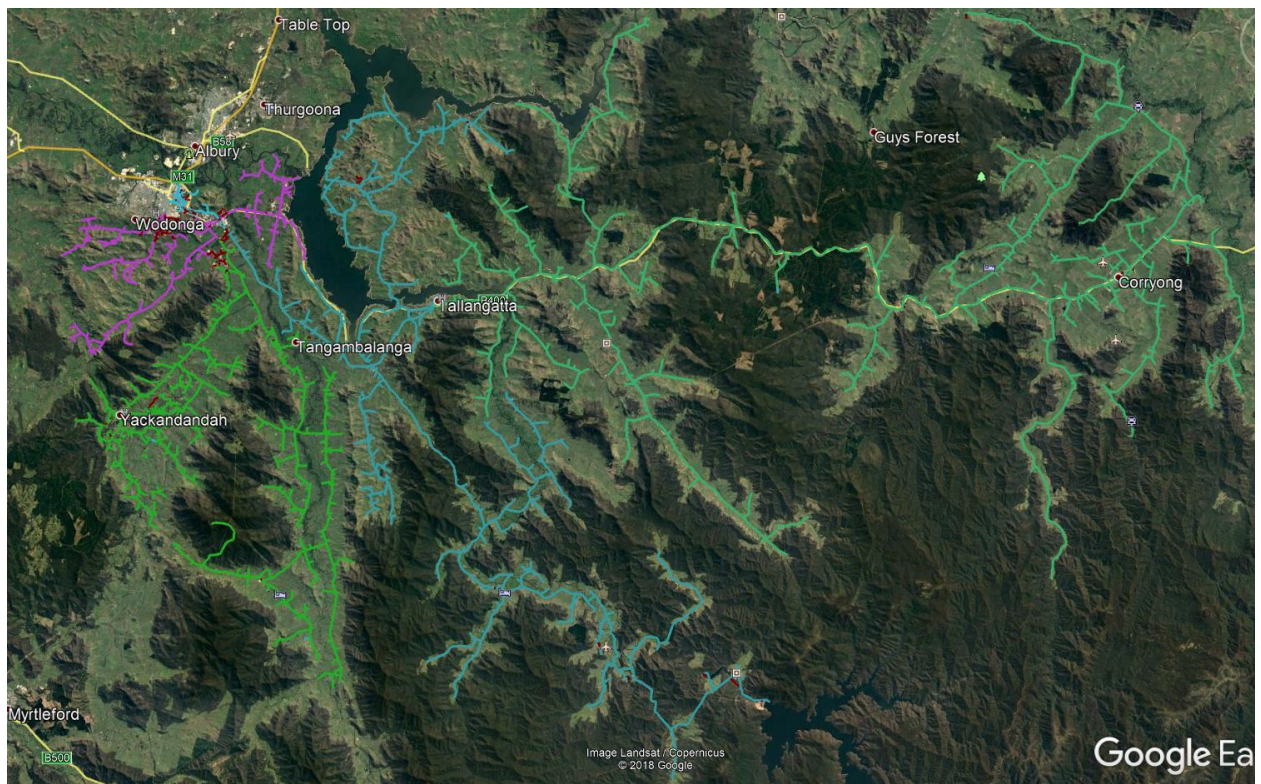 Table Top
Thurgoona
B58
Albury
M31
Guys Forest
Wodonga
Corryong
B400
Tallangatta
Tangambalanga
Yackandandah
Myrtleford
B500
Image Landsat / Copernicus
© 2018 Google
Google Ea